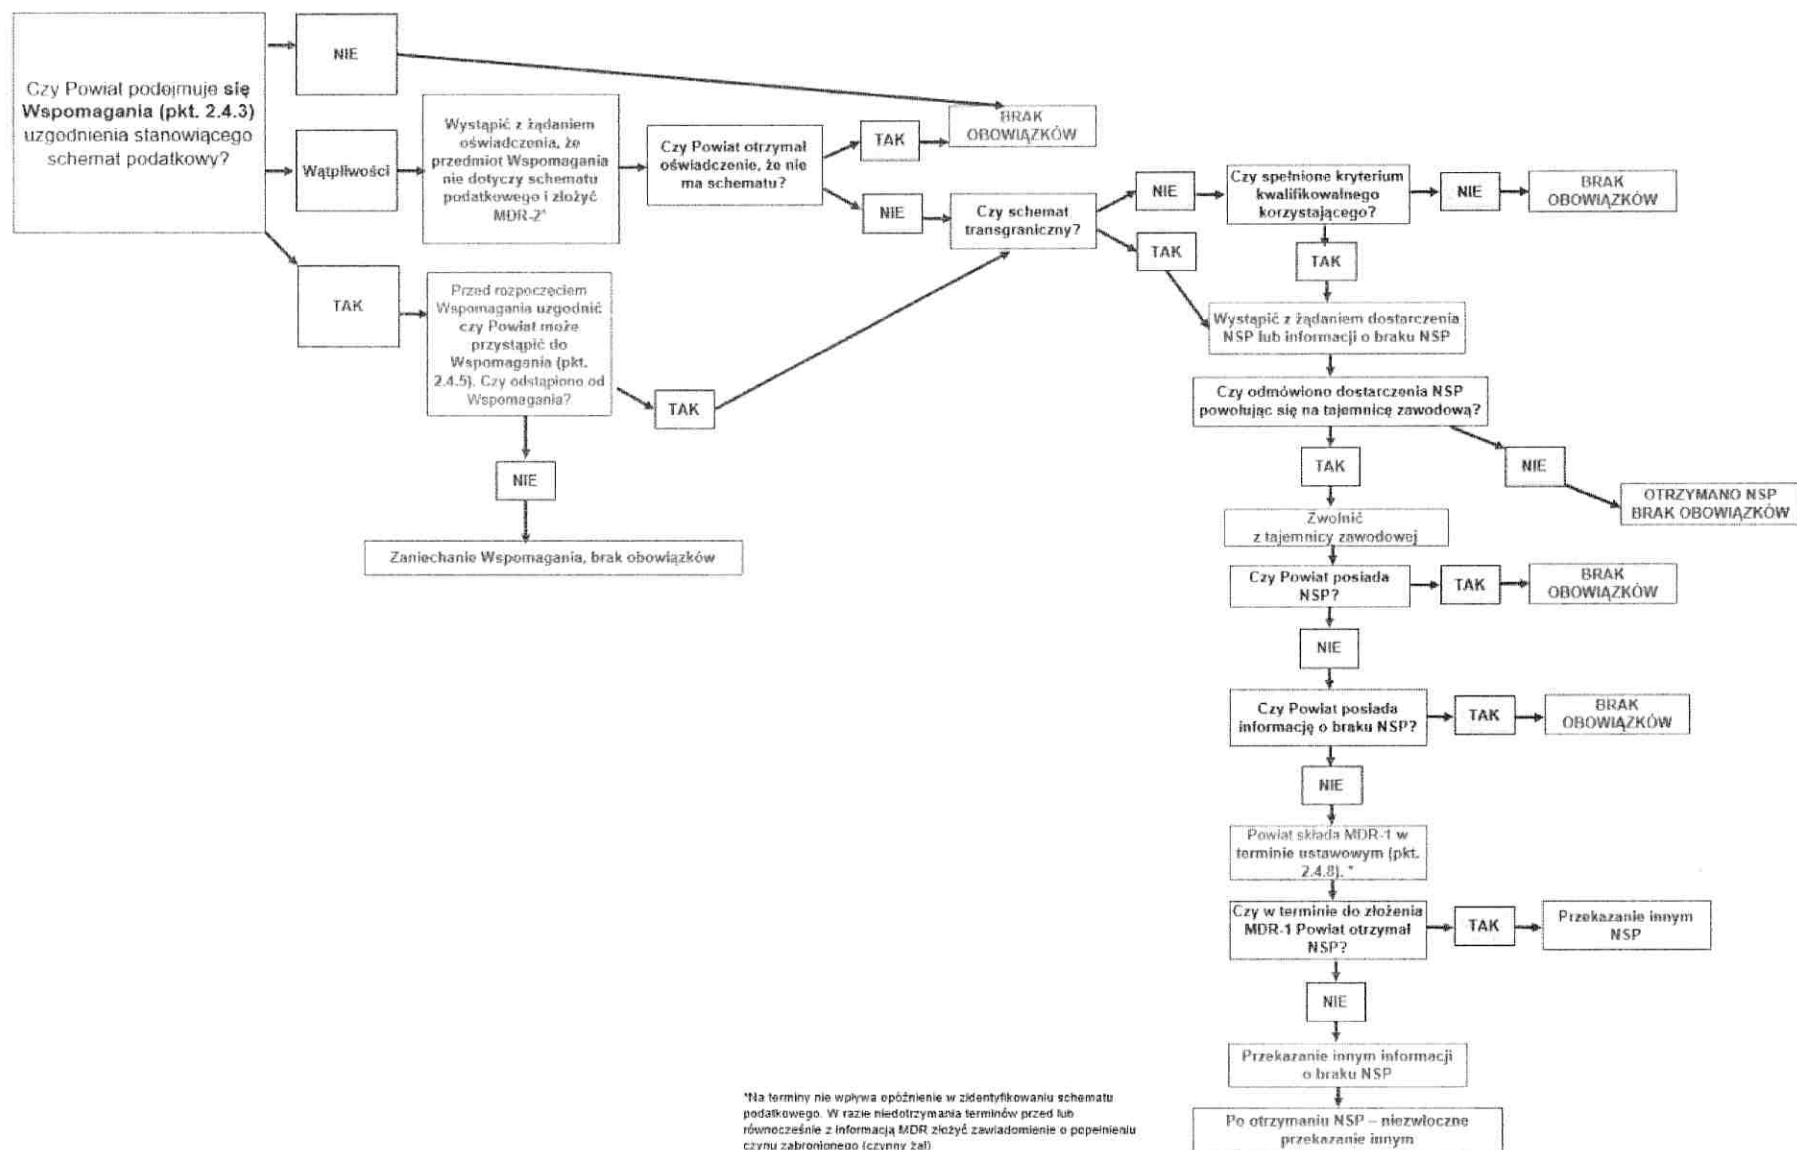 Czy Powiat podejmuje się
Wspomagania (pkt. 2.4.3)
uzgodnienia stanowiącego
schemat podatkowy?
NIE
Wątpliwości
TAK
Wystąpić z żądaniem
oświadczenia, że
przedmiot Wspomagania
nie dotyczy schematu
podatkowego i złożyć
MDR-2*
Czy Powiat otrzymał
oświadczenie, że nie
ma schematu?
TAK
BRAK
OBOWIĄZKÓW
NIE
Czy schemat
transgraniczny?
NIE
Czy spełnione kryterium
kwalifikowalnego
korzystającego?
NIE
BRAK
OBOWIĄZKÓW
TAK
TAK
Przed rozpoczęciem
Wspomagania uzgodnić
czy Powiat może
przystąpić do
Wspomagania (pkt.
2.4.5). Czy odstąpiono od
Wspomagania?
TAK
NIE
Zaniechanie Wspomagania, brak obowiązków
Wystąpić z żądaniem dostarczenia
NSP lub informacji o braku NSP
Czy odmówiono dostarczenia NSP
powołując się na tajemnicę zawodową?
TAK
NIE
OTRZYMANO NSP
BRAK OBOWIĄZKÓW
Zwolnić
z tajemnicy zawodowej
Czy Powiat posiada
NSP?
TAK
BRAK
OBOWIĄZKÓW
NIE
Czy Powiat posiada
informację o braku NSP?
TAK
BRAK
OBOWIĄZKÓW
NIE
Powiat składa MDR-1 w
terminie ustawowym (pkt.
2.4.8). *
Czy w terminie do złożenia
MDR-1 Powiat otrzymał
NSP?
TAK
Przekazanie innym
NSP
NIE
Przekazanie innym informacji
o braku NSP
Po otrzymaniu NSP – niezwłoczne
przekazanie innym
*Na terminy nie wpływa opóźnienie w zidentyfikowaniu schematu
podatkowego. W razie niedotrzymania terminów przed lub
równocześnie z informacją MDR złożyć zawiadomienie o popełnieniu
czynu zabronionego (czynny żal)